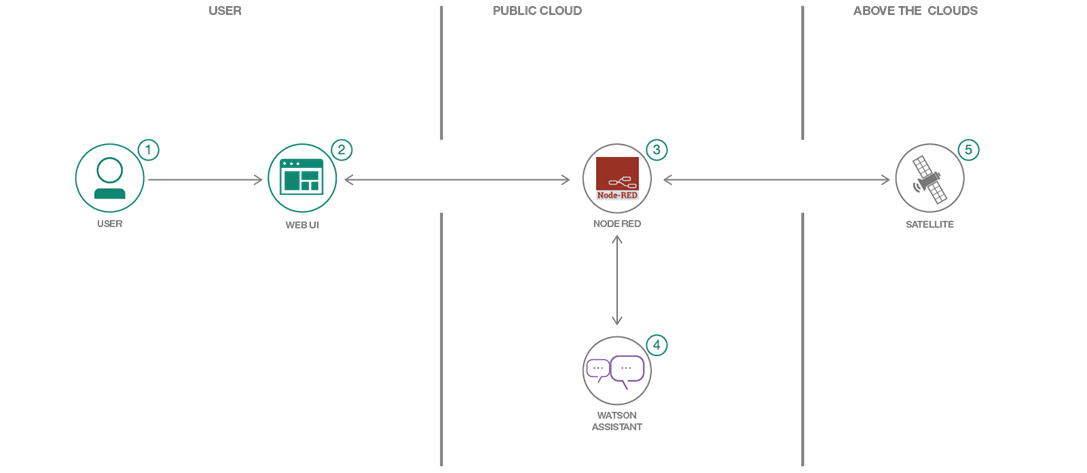 USER
PUBLIC CLOUD
ABOVE THE CLOUDS
1
2
3
5
Node-RED
USER
WEB UI
NODE RED
SATELLITE
4
WATSON
ASSISTANT